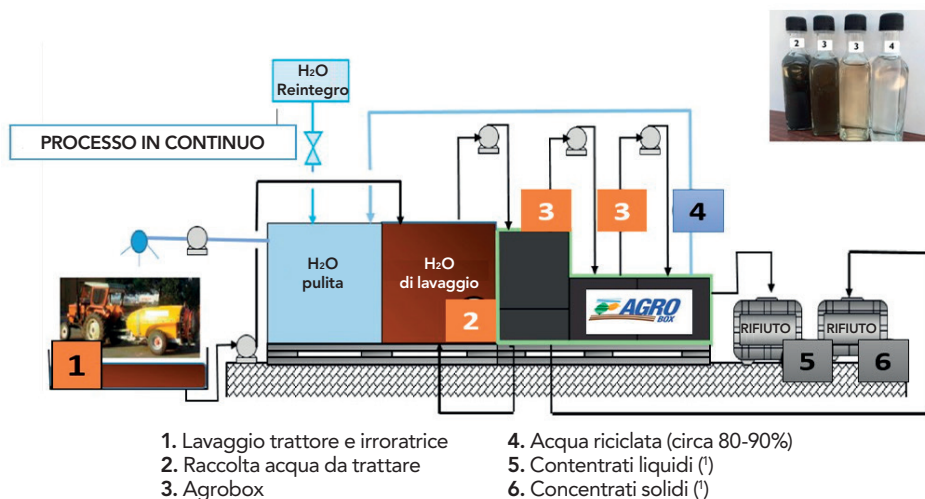 2 3 3 4
H₂O
Reintegro
PROCESSO IN CONTINUO
3 3 4
H₂O
pulita
H₂O
di lavaggio
2
AGRO
BOX
RIFIUTO
RIFIUTO
1
5
6
1. Lavaggio trattore e irroratrice
2. Raccolta acqua da trattare
3. Agrobox
4. Acqua riciclata (circa 80-90%)
5. Contentrati liquidi (¹)
6. Concentrati solidi (¹)